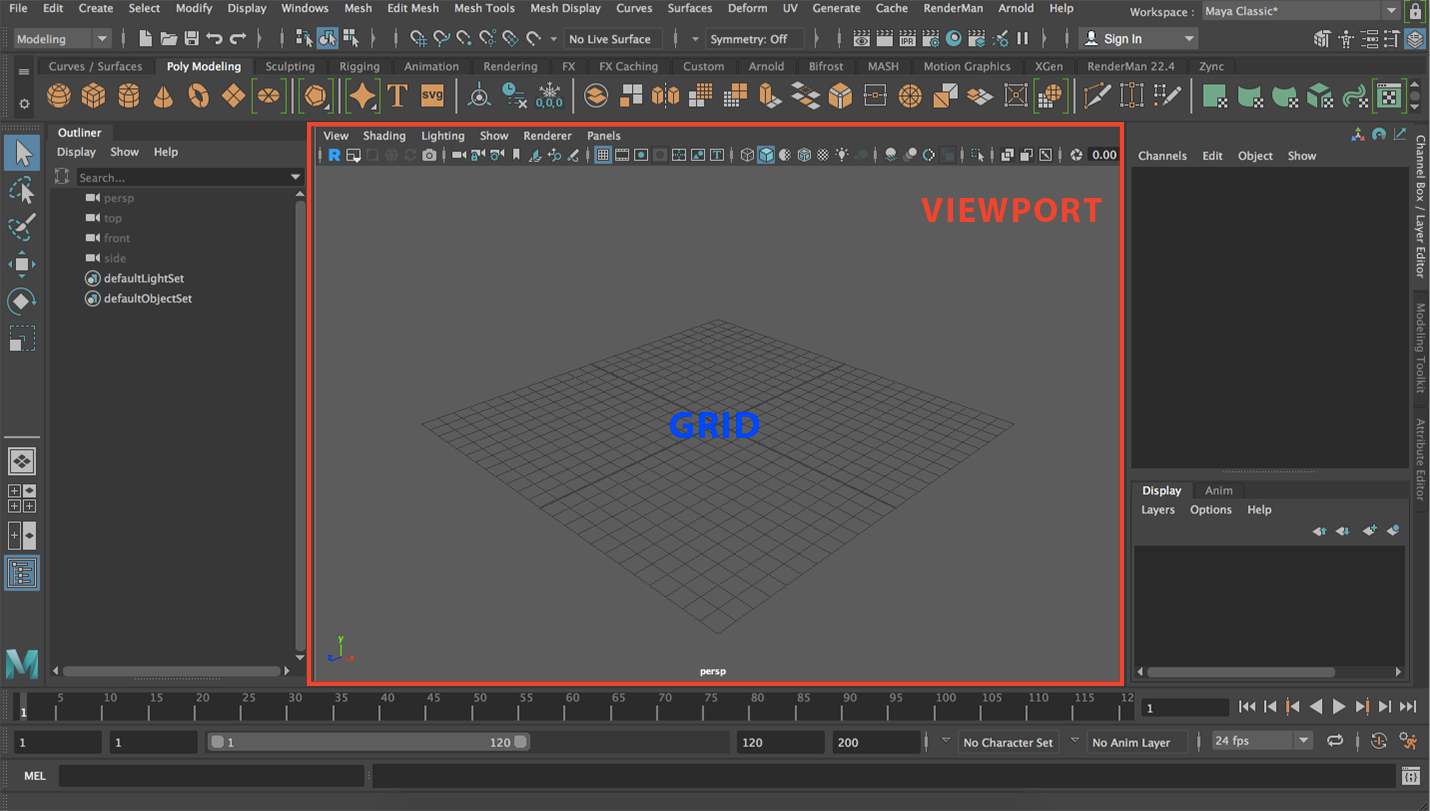 File Edit Create Select Modify Display Windows Mesh Edit Mesh Mesh Tools Mesh Display Curves Surfaces Deform UV Generate Cache RenderMan Arnold Help Workspace : Maya Classic*
Modeling No Live Surface Symmetry: Off IPR Sign In
Curves / Surfaces Poly Modeling Sculpting Rigging Animation Rendering FX FX Caching Custom Arnold Bifrost MASH Motion Graphics XGen RenderMan 22.4 Zync
T SVG 0,0,0
Outliner
Display Show Help
Search...
persp
top
front
side
defaultLightSet
defaultObjectSet
View Shading Lighting Show Renderer Panels
R 0.00
VIEWPORT
GRID
y
z x
persp
Channels Edit Object Show
Channel Box / Layer Editor
Modeling Toolkit
Attribute Editor
Display Anim
Layers Options Help
M
5 10 15 20 25 30 35 40 45 50 55 60 65 70 75 80 85 90 95 100 105 110 115 12
1 1
1 1 1 120 120 200 No Character Set No Anim Layer 24 fps
MEL